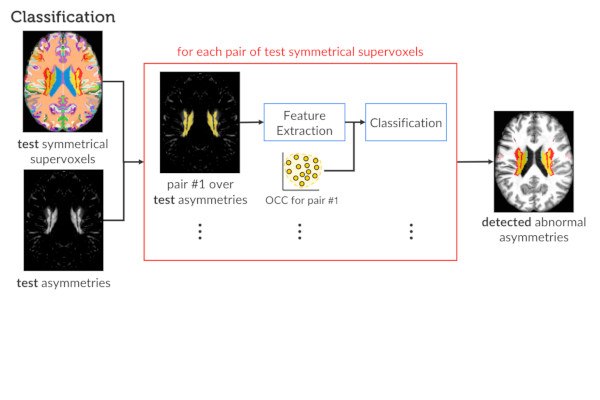 Classification
for each pair of test symmetrical supervoxels
test symmetrical
supervoxels
Feature
Extraction
Classification
pair #1 over
test asymmetries
OCC for pair #1
detected abnormal
asymmetries
test asymmetries